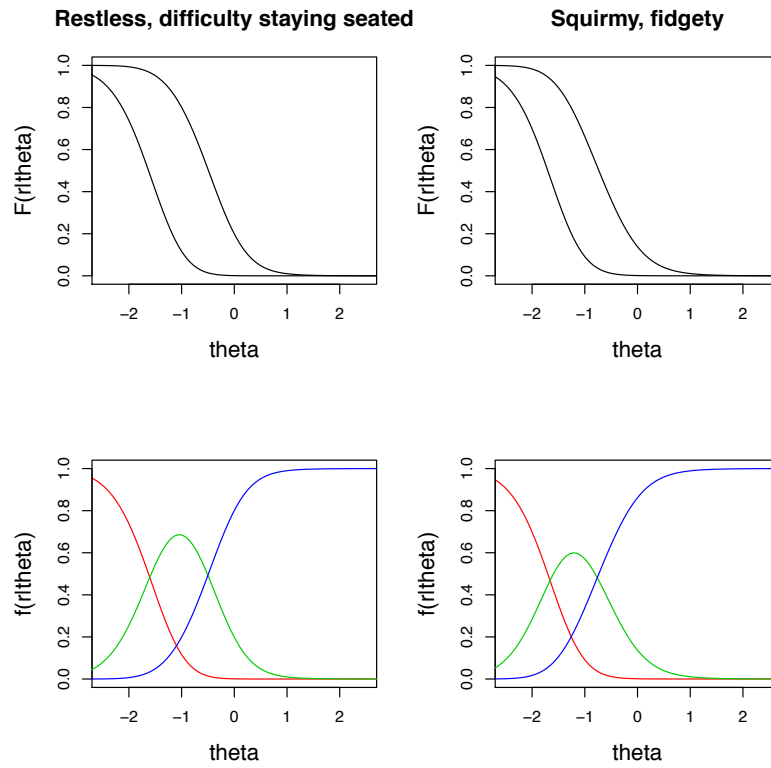 Restless, difficulty staying seated
Squirmy, fidgety
F(r|theta)
0.0 0.2 0.4 0.6 0.8 1.0
−2 −1 0 1 2
theta
F(r|theta)
0.0 0.2 0.4 0.6 0.8 1.0
−2 −1 0 1 2
theta
f(r|theta)
0.0 0.2 0.4 0.6 0.8 1.0
−2 −1 0 1 2
theta
f(r|theta)
0.0 0.2 0.4 0.6 0.8 1.0
−2 −1 0 1 2
theta